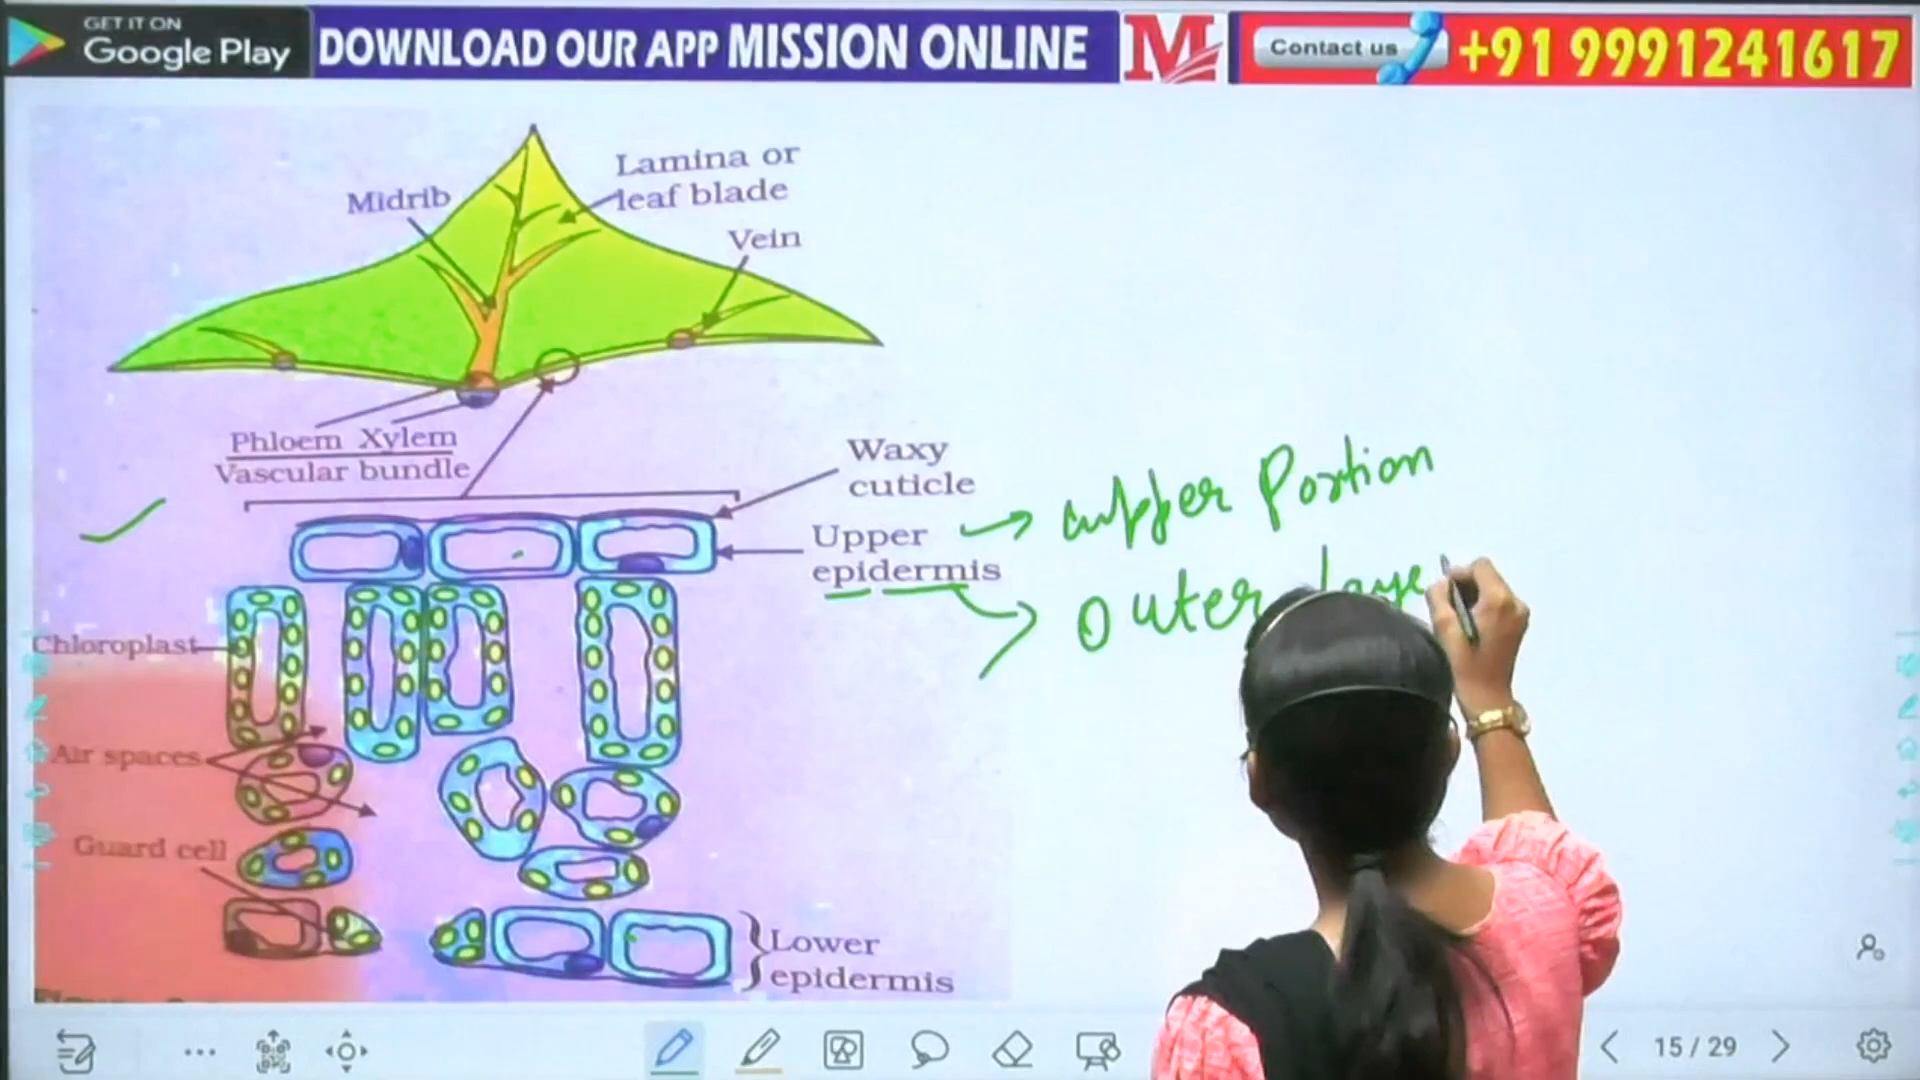 GET IT ON
Google Play
DOWNLOAD OUR APP MISSION ONLINE
M
Contact us
+91 9991241617
Lamina or
leaf blade
Midrib
Vein
Phloem Xylem
Vascular bundle
Waxy
cuticle
Upper
epidermis
upper Portion
outer laye
Chloroplast
Air spaces
Guard cell
Lower
epidermis
15 / 29